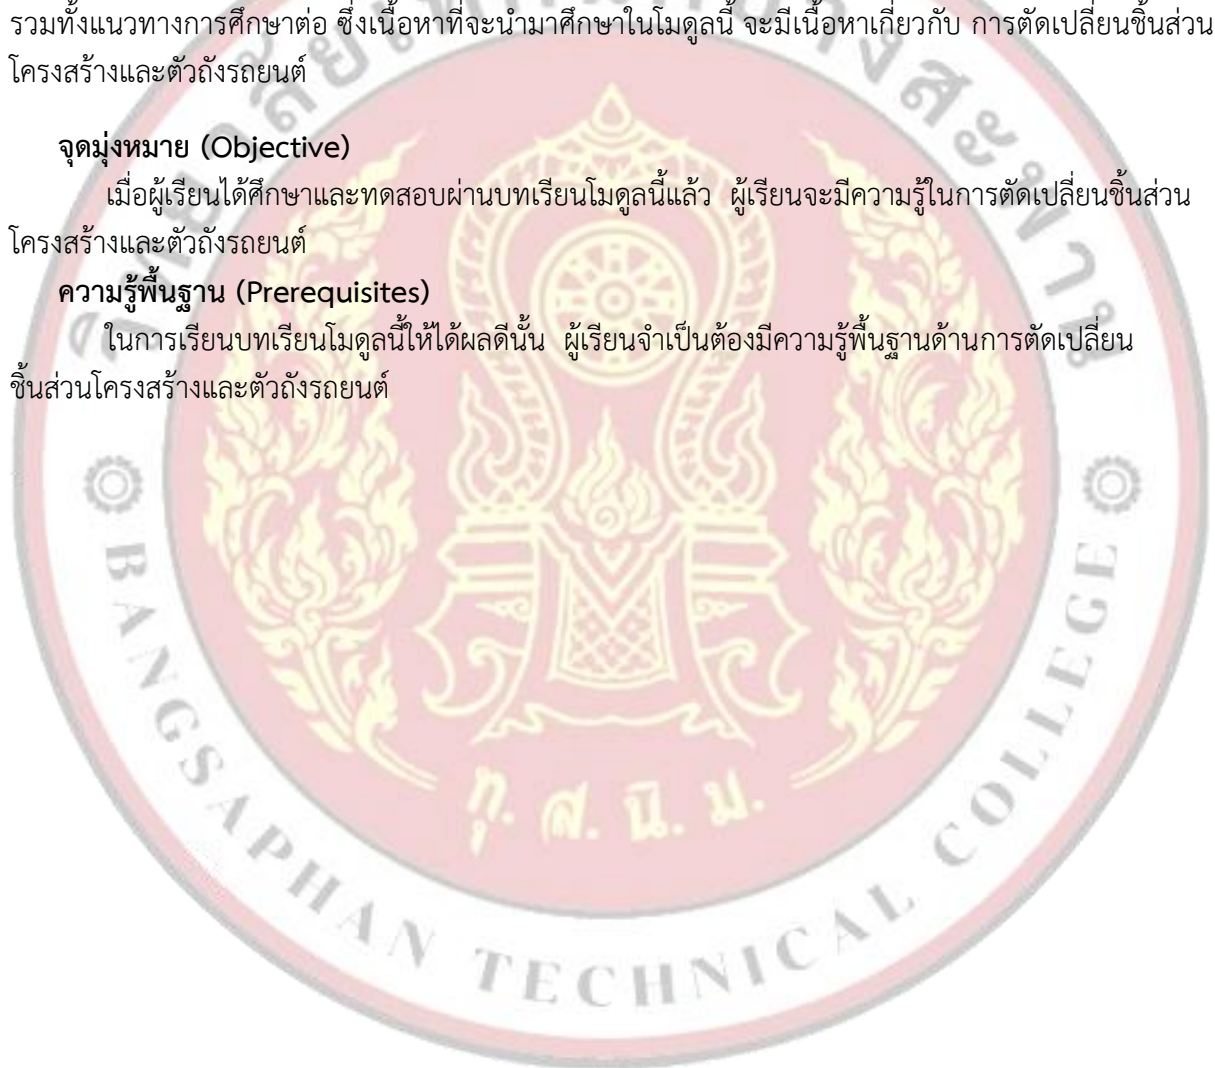 รวมทั้งแนวทางการศึกษาต่อ ซึ่งเนื้อหาที่จะนำมาศึกษาในโมดูลนี้ จะมีเนื้อหาเกี่ยวกับ การตัดเปลี่ยนชิ้นส่วน
โครงสร้างและตัวถังรถยนต์
จุดมุ่งหมาย (Objective)
เมื่อผู้เรียนได้ศึกษาและทดสอบผ่านบทเรียนโมดูลนี้แล้ว ผู้เรียนจะมีความรู้ในการตัดเปลี่ยนชิ้นส่วน
โครงสร้างและตัวถังรถยนต์
ความรู้พื้นฐาน (Prerequisites)
ในการเรียนบทเรียนโมดูลนี้ให้ได้ผลดีนั้น ผู้เรียนจำเป็นต้องมีความรู้พื้นฐานด้านการตัดเปลี่ยน
ชิ้นส่วนโครงสร้างและตัวถังรถยนต์
ทุ. ส. นิ. ม.
BANGSAPHAN TECHNICAL COLLEGE